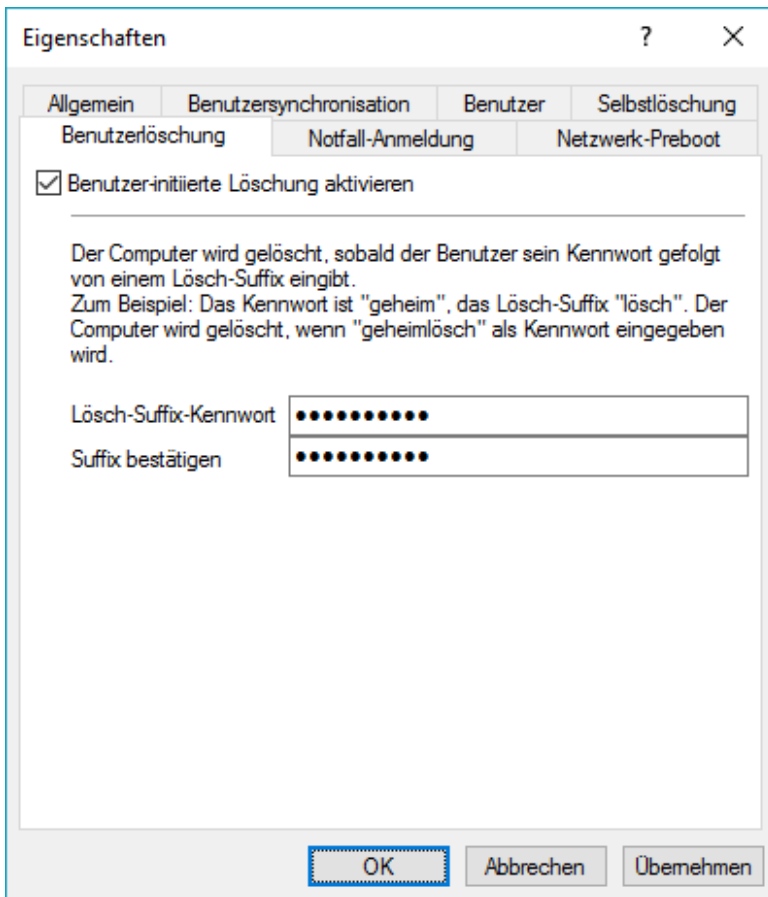 Eigenschaften
Allgemein Benutzersynchronisation Benutzer Selbstlöschung
Benutzerlöschung Notfall-Anmeldung Netzwerk-Preboot
Benutzer-initiierte Löschung aktivieren
Der Computer wird gelöscht, sobald der Benutzer sein Kennwort gefolgt
von einem Lösch-Suffix eingibt.
Zum Beispiel: Das Kennwort ist "geheim", das Lösch-Suffix "lösch". Der
Computer wird gelöscht, wenn "geheimlösch" als Kennwort eingegeben
wird.
Lösch-Suffix-Kennwort ●●●●●●●●●●
Suffix bestätigen ●●●●●●●●●●
OK Abbrechen Übernehmen